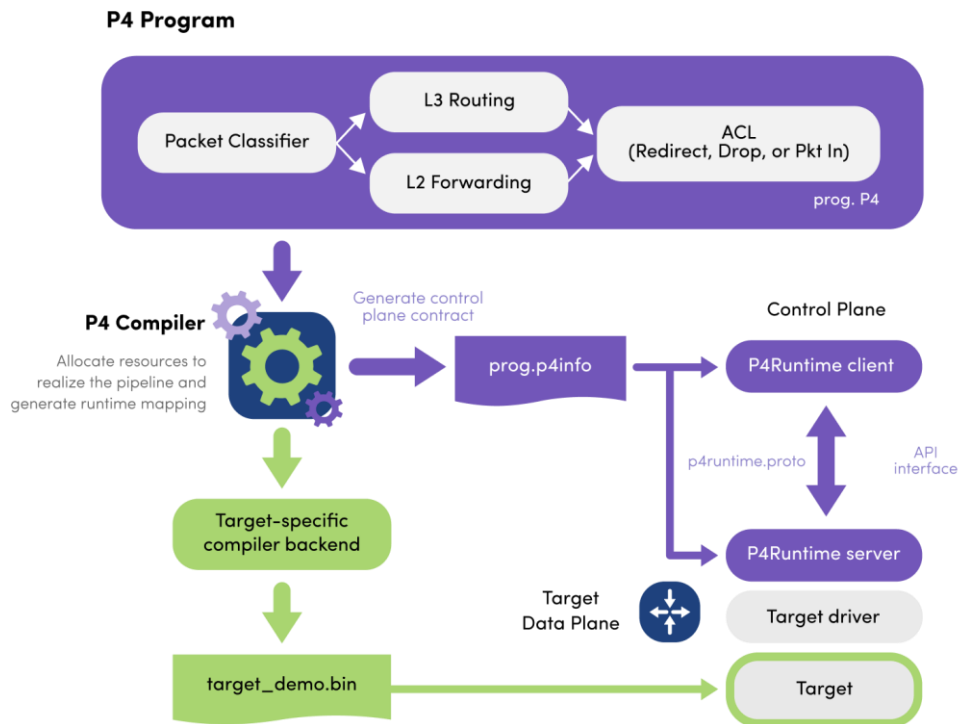 P4 Program
Packet Classifier
L3 Routing
L2 Forwarding
ACL
(Redirect, Drop, or Pkt In)
prog. P4
P4 Compiler
Allocate resources to
realize the pipeline and
generate runtime mapping
Generate control
plane contract
prog.p4info
Control Plane
P4Runtime client
p4runtime.proto
API
interface
P4Runtime server
Target-specific
compiler backend
Target
Data Plane
Target driver
target_demo.bin
Target